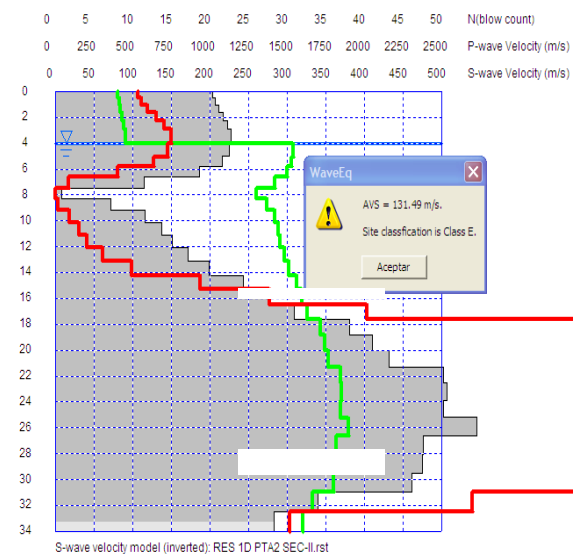 0 5 10 15 20 25 30 35 40 45 50 N(blow count)
0 250 500 750 1000 1250 1500 1750 2000 2250 2500 P-wave Velocity (m/s)
0 50 100 150 200 250 300 350 400 450 500 S-wave Velocity (m/s)
0
2
4
6
8
10
12
14
16
18
20
22
24
26
28
30
32
34
WaveEq
AVS = 131.49 m/s.
Site classfication is Class E.
Aceptar
S-wave velocity model (inverted): RES 1D PTA2 SEC-II.rst